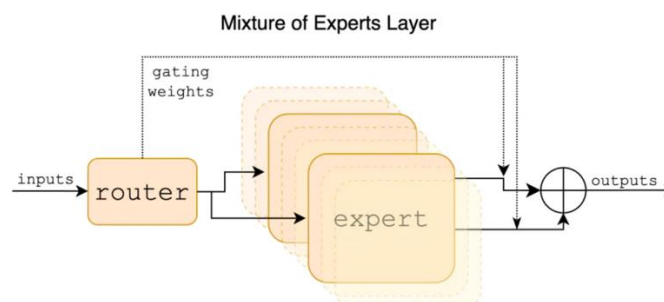 Mixture of Experts Layer
gating
weights
inputs
router
expert
outputs